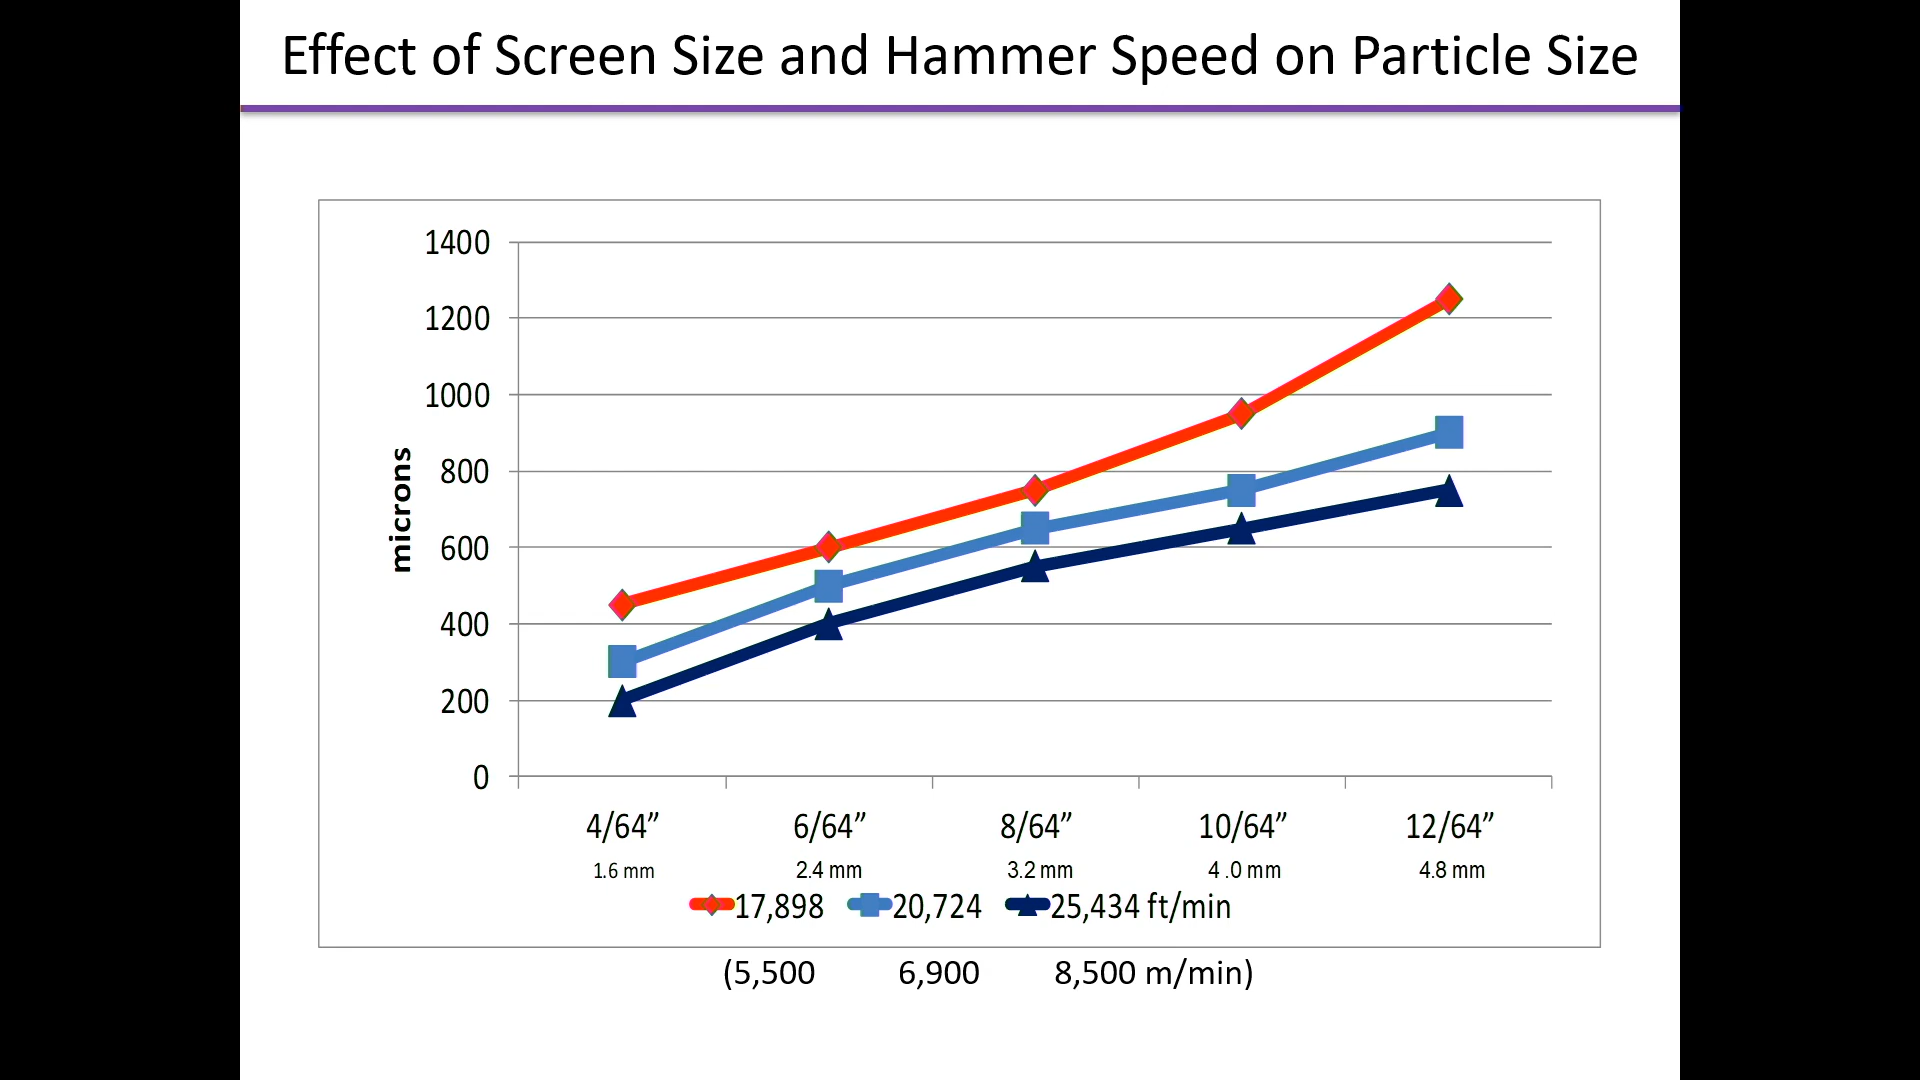 Effect of Screen Size and Hammer Speed on Particle Size
1400
1200
1000
800
600
400
200
0
microns
4/64” 6/64” 8/64” 10/64” 12/64”
1.6 mm 2.4 mm 3.2 mm 4 .0 mm 4.8 mm
17,898 20,724 25,434 ft/min
(5,500 6,900 8,500 m/min)